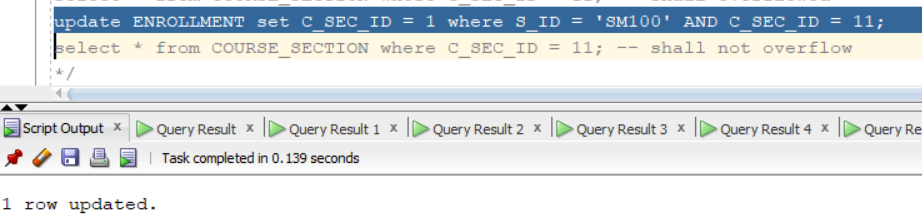 update ENROLLMENT set C_SEC_ID = 1 where S_ID = 'SM100' AND C_SEC_ID = 11;
select * from COURSE_SECTION where C_SEC_ID = 11; -- shall not overflow
*/
Script Output x Query Result x Query Result 1 x Query Result 2 x Query Result 3 x Query Result 4 x Query Re
Task completed in 0.139 seconds
1 row updated.